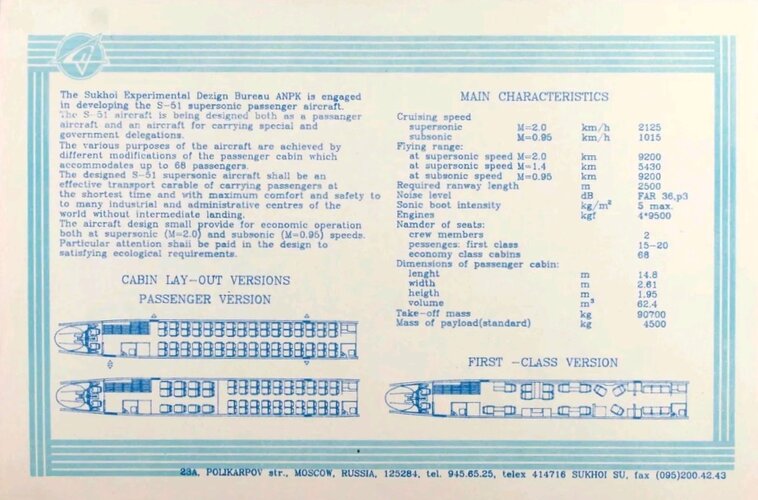 The Sukhoi Experimental Dezign Bureau ANPK is engaged
in developing the S-51 supersonic passenger aircraft.
The S-51 aircraft is being designed both as a passanger
aircraft and an aircraft for carrying special and
government delegations.
The various purposes of the aircraft are achieved by
different modifications of the passenger cabin which
accommodates up to 68 passengers.
The designed S-51 supersonic aircraft shall be an
effective transport carable of carrying passengers at
the shortest time and with maximum comfort and safety to
to many industrial and administrative centres of the
world without intermediate landing.
The aircraft design small provide for economic operation
both at supersonic (M=2.0) and subsonic (M=0.95) speeds.
Particular attention shall be paid in the design to
satisfying ecological requirements.
CABIN LAY-OUT VERSIONS
PASSENGER VERSION
MAIN CHARACTERISTICS
Cruising speed
supersonic M=2.0 km/h 2125
subsonic M=0.95 km/h 1015
Flying range:
at supersonic speed M=2.0 km 9200
at supersonic speed M=1.4 km 5430
at subsonic speed M=0.95 km 9200
Required ranway length m 2500
Noise level dB FAR 36,p3
Sonic boot intensity kg/m² 5 max.
Engines kgf 4*9500
Namder of seats:
crew members 2
pessenges: first class 15-20
economy class cabins 68
Dimensions of passenger cabin:
lenght m 14.8
width m 2.61
heigth m 1.95
volume m³ 62.4
Take-off mass kg 90700
Mass of payload(standard) kg 4500
FIRST -CLASS VERSION
23A, POLIKARPOV str., MOSCOW, RUSSIA, 125284, tel. 945.65.25, telex 414716 SUKHOI SU, fax (095)200.42.43